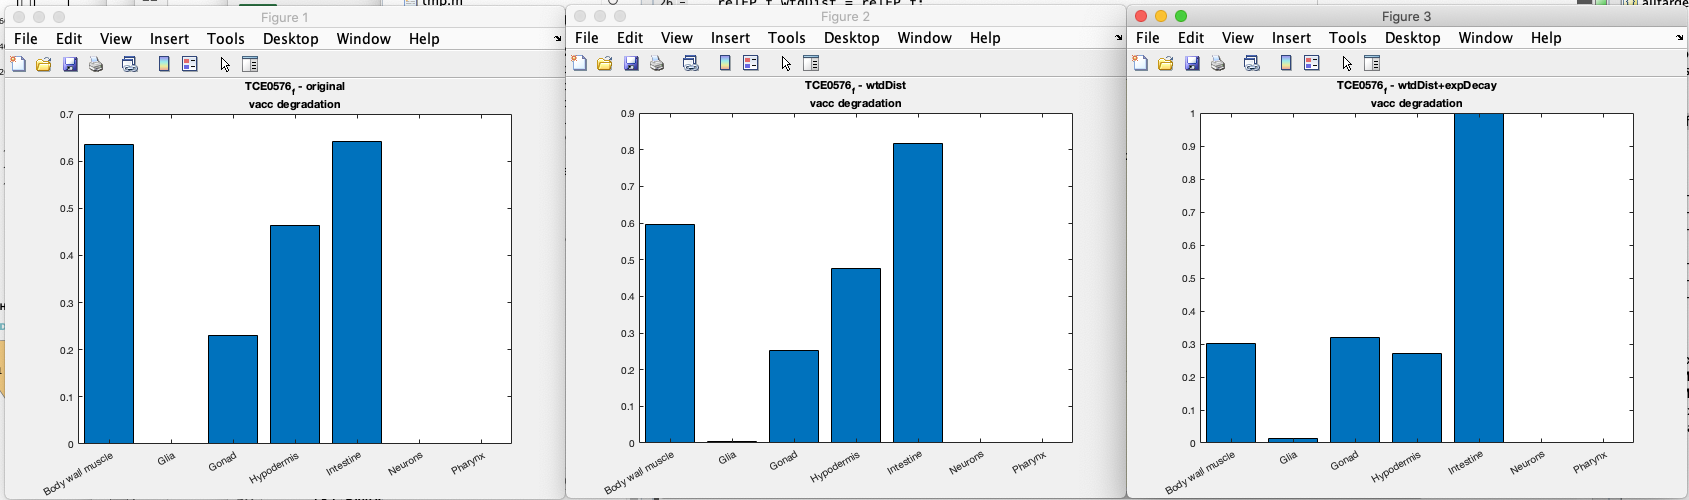 tmp.m
Figure 1
File Edit View Insert Tools Desktop Window Help
TCE0576f - original
vacc degradation
0.7
0.6
0.5
0.4
0.3
0.2
0.1
0
Body wall muscle
Glia
Gonad
Hypodermis
Intestine
Neurons
Pharynx
Figure 2
File Edit View Insert Tools Desktop Window Help
TCE0576f - wtdDist
vacc degradation
0.9
0.8
0.7
0.6
0.5
0.4
0.3
0.2
0.1
0
Body wall muscle
Glia
Gonad
Hypodermis
Intestine
Neurons
Pharynx
Figure 3
File Edit View Insert Tools Desktop Window Help
TCE0576f - wtdDist+expDecay
vacc degradation
1
0.9
0.8
0.7
0.6
0.5
0.4
0.3
0.2
0.1
0
Body wall muscle
Glia
Gonad
Hypodermis
Intestine
Neurons
Pharynx